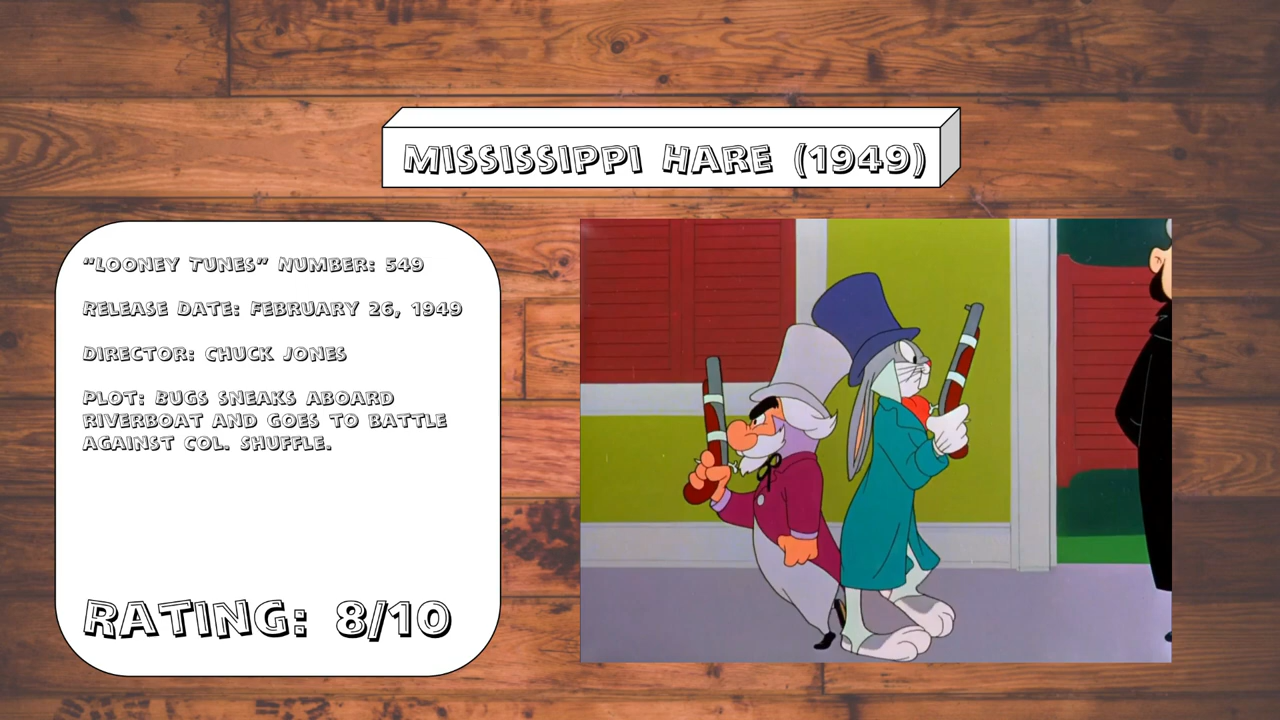 MISSISSIPPI HARE (1949)
"LOONEY TUNES" NUMBER: 549
RELEASE DATE: FEBRUARY 26, 1949
DIRECTOR: CHUCK JONES
PLOT: BUGS SNEAKS ABOARD
RIVERBOAT AND GOES TO BATTLE
AGAINST COL. SHUFFLE.
RATING: 8/10